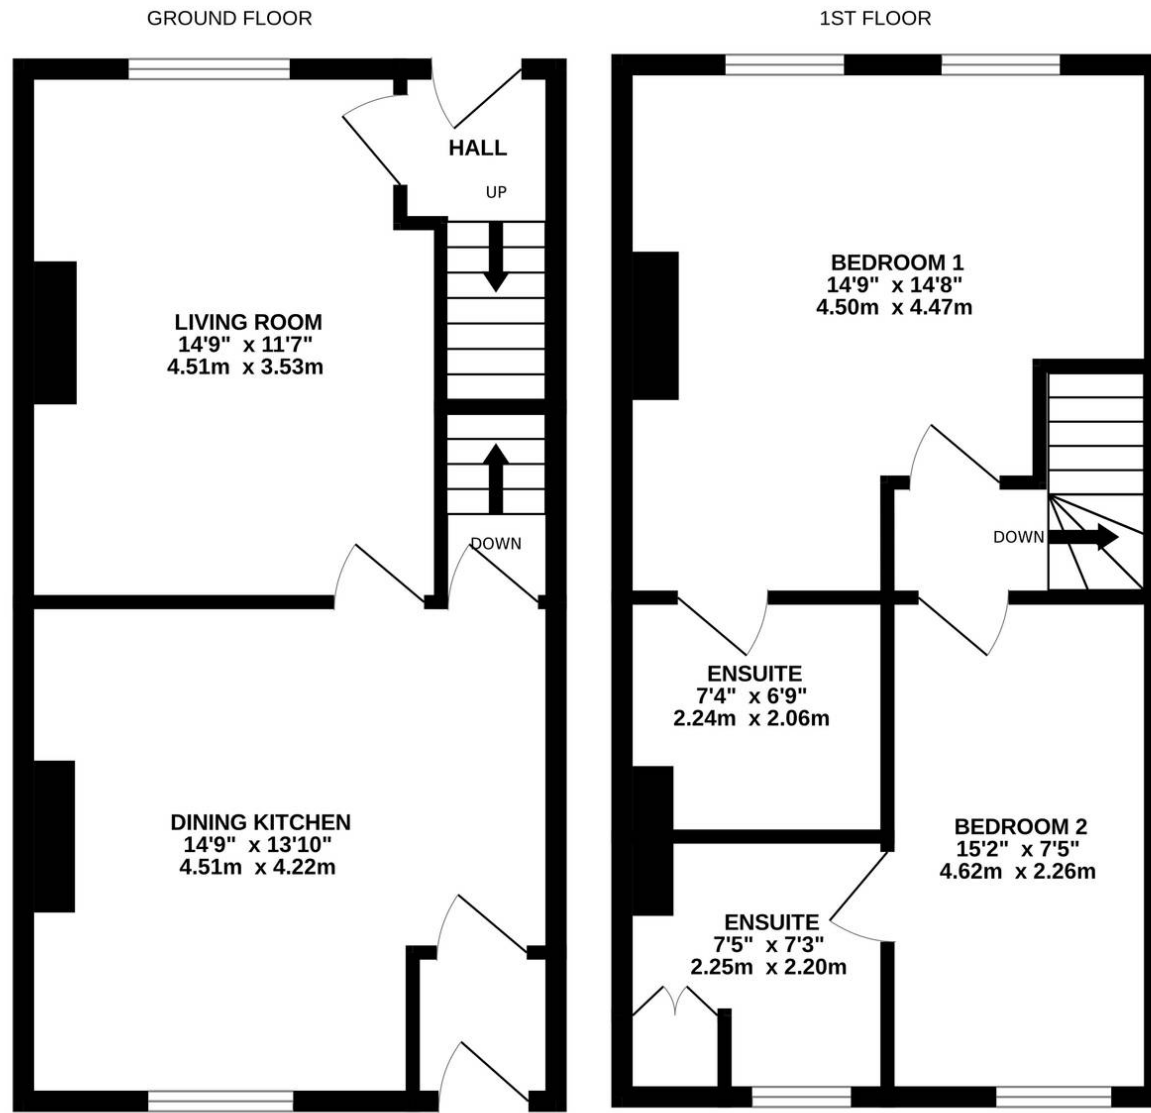 GROUND FLOOR
HALL
UP
LIVING ROOM
14'9" x 11'7"
4.51m x 3.53m
DOWN
DINING KITCHEN
14'9" x 13'10"
4.51m x 4.22m
1ST FLOOR
BEDROOM 1
14'9" x 14'8"
4.50m x 4.47m
DOWN
ENSUITE
7'4" x 6'9"
2.24m x 2.06m
BEDROOM 2
15'2" x 7'5"
4.62m x 2.26m
ENSUITE
7'5" x 7'3"
2.25m x 2.20m